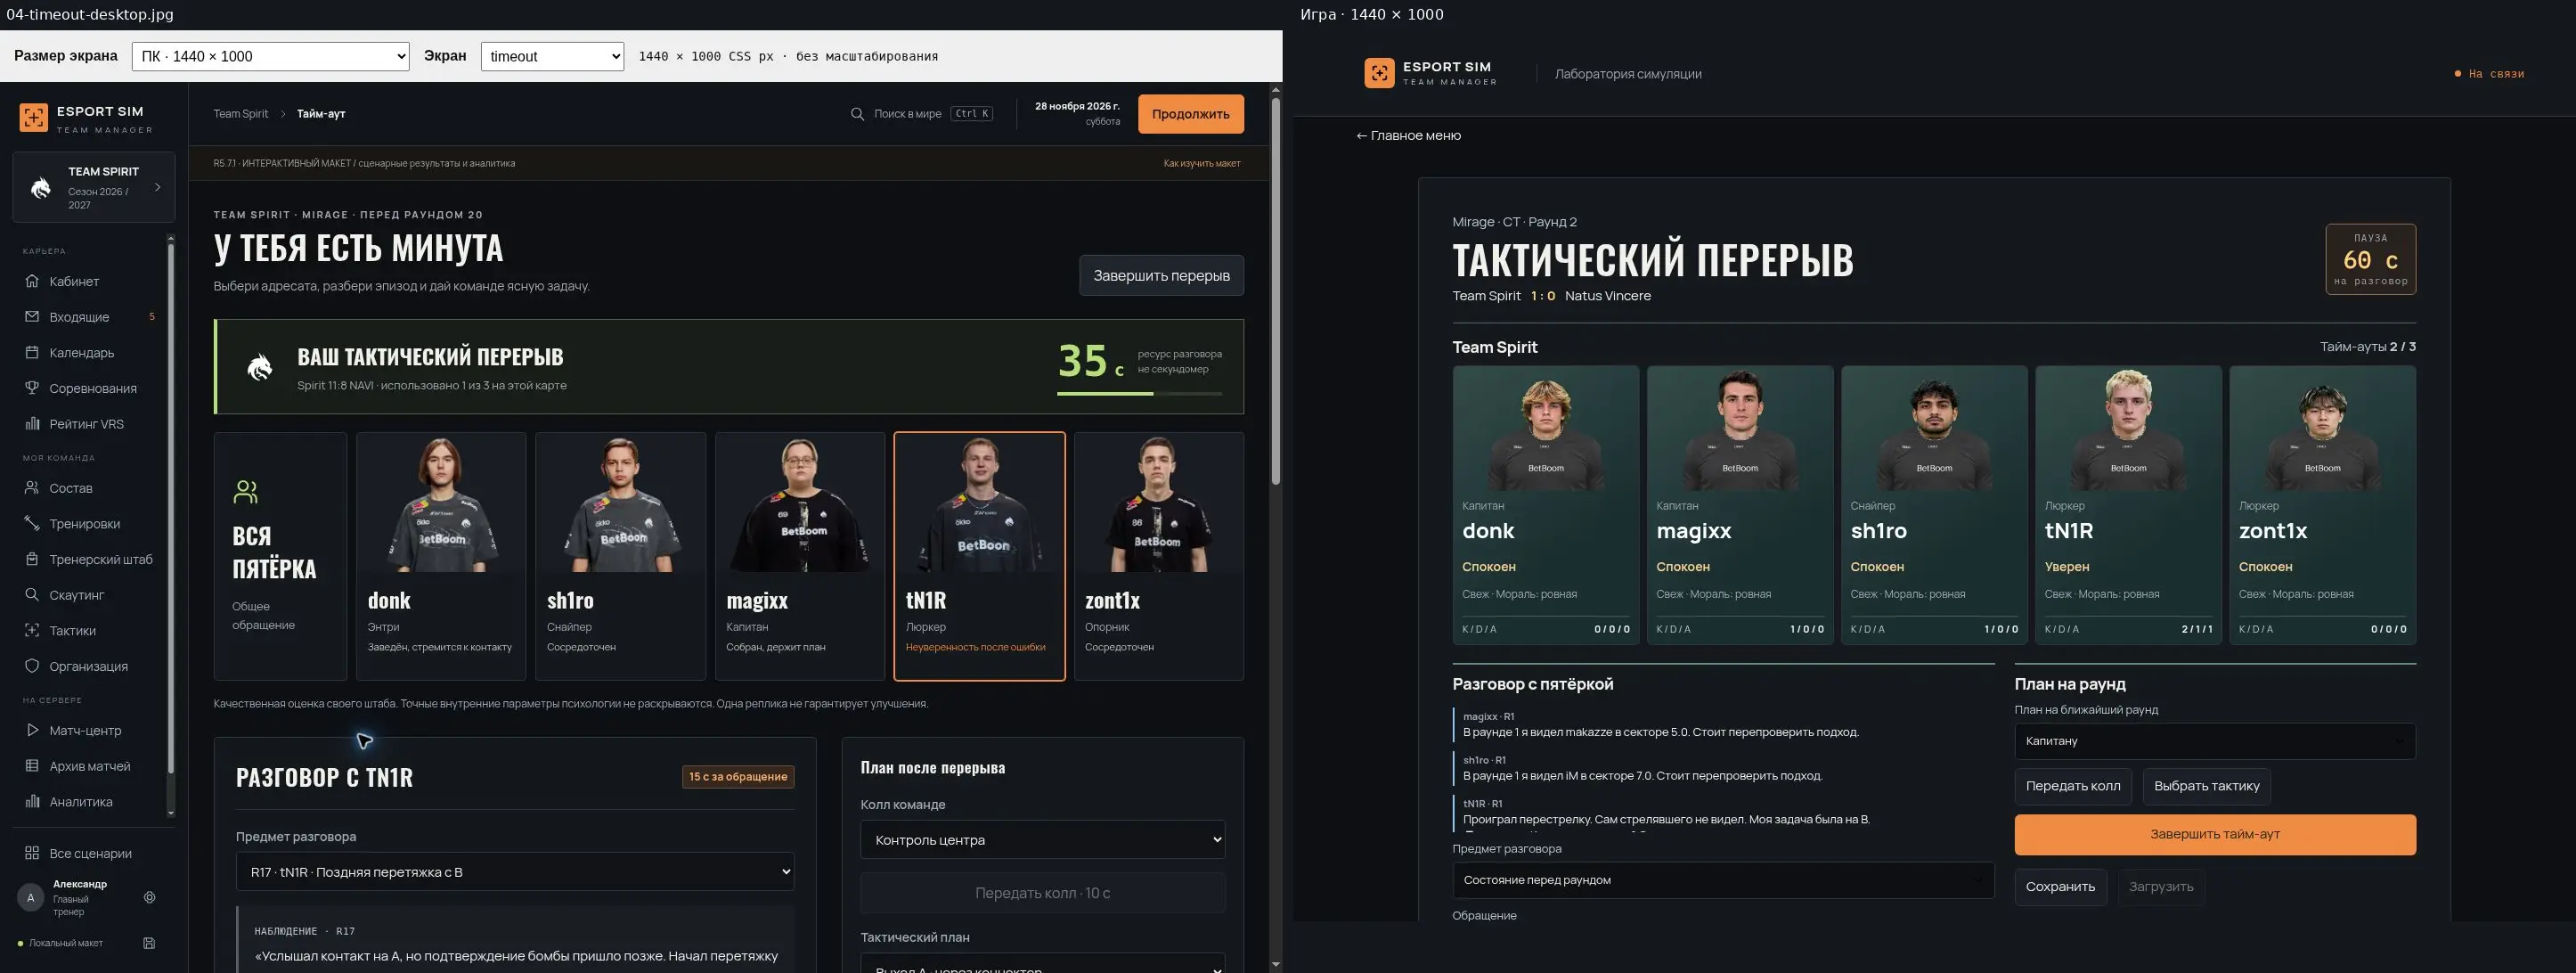 04-timeout-desktop.jpg
Размер экрана ПК · 1440 × 1000 Экран timeout 1440 × 1000 CSS px · без масштабирования
ESPORT SIM
TEAM MANAGER
TEAM SPIRIT
Сезон 2026 /
2027
КАРЬЕРА
Кабинет
Входящие 5
Календарь
Соревнования
Рейтинг VRS
МОЯ КОМАНДА
Состав
Тренировки
Тренерский штаб
Скаутинг
Тактики
Организация
НА СЕРВЕРЕ
Матч-центр
Архив матчей
Аналитика
Все сценарии
А
Александр
Главный
тренер
Локальный макет
Team Spirit > Тайм-аут
Поиск в мире Ctrl K
28 ноября 2026 г.
суббота
Продолжить
R5.7.1 · ИНТЕРАКТИВНЫЙ МАКЕТ / сценарные результаты и аналитика
Как изучить макет
TEAM SPIRIT · MIRAGE · ПЕРЕД РАУНДОМ 20
У ТЕБЯ ЕСТЬ МИНУТА
Выбери адресата, разбери эпизод и дай команде ясную задачу.
Завершить перерыв
ВАШ ТАКТИЧЕСКИЙ ПЕРЕРЫВ
Spirit 11:8 NAVI · использовано 1 из 3 на этой карте
35 с
ресурс разговора
не секундомер
ВСЯ
ПЯТЁРКА
Общее
обращение
BetBoom
donk
Энтри
Заведён, стремится к контакту
BetBoom
sh1ro
Снайпер
Сосредоточен
69
BetBoom
magixx
Капитан
Собран, держит план
BetBoom
tN1R
Люркер
Неуверенность после ошибки
86
BetBoom
zont1x
Опорник
Сосредоточен
Качественная оценка своего штаба. Точные внутренние параметры психологии не раскрываются. Одна реплика не гарантирует улучшения.
РАЗГОВОР С TN1R
15 с за обращение
Предмет разговора
R17 · tN1R · Поздняя перетяжка с B
НАБЛЮДЕНИЕ · R17
«Услышал контакт на A, но подтверждение бомбы пришло позже. Начал перетяжку
План после перерыва
Колл команде
Контроль центра
Передать колл · 10 с
Тактический план
Выход A · через коннектор
Игра · 1440 × 1000
ESPORT SIM
TEAM MANAGER
Лаборатория симуляции
На связи
← Главное меню
Mirage · CT · Раунд 2
ТАКТИЧЕСКИЙ ПЕРЕРЫВ
Team Spirit 1 : 0 Natus Vincere
ПАУЗА
60 с
на разговор
Team Spirit
Тайм-ауты 2 / 3
BetBoom
Капитан
donk
Спокоен
Свеж · Мораль: ровная
K/D/A 0/0/0
BetBoom
Капитан
magixx
Спокоен
Свеж · Мораль: ровная
K/D/A 1/0/0
BetBoom
Снайпер
sh1ro
Спокоен
Свеж · Мораль: ровная
K/D/A 1/0/0
BetBoom
Люркер
tN1R
Уверен
Свеж · Мораль: ровная
K/D/A 2/1/1
BetBoom
Люркер
zont1x
Спокоен
Свеж · Мораль: ровная
K/D/A 0/0/0
Разговор с пятёркой
magixx · R1
В раунде 1 я видел makazze в секторе 5.0. Стоит перепроверить подход.
sh1ro · R1
В раунде 1 я видел iM в секторе 7.0. Стоит перепроверить подход.
tN1R · R1
Проиграл перестрелку. Сам стрелявшего не видел. Моя задача была на B.
Предмет разговора
Состояние перед раундом
Обращение
План на раунд
План на ближайший раунд
Капитану
Передать колл
Выбрать тактику
Завершить тайм-аут
Сохранить
Загрузить